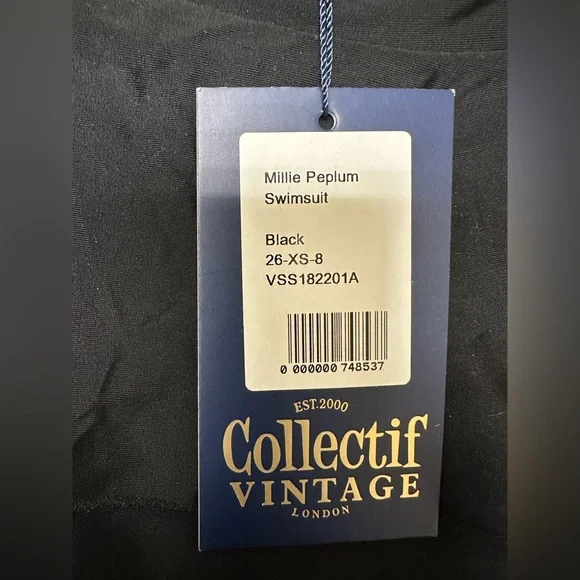 Millie Peplum
Swimsuit
Black
26-XS-8
VSS182201A
0 000000 748537
EST.2000
Collectif
VINTAGE
LONDON